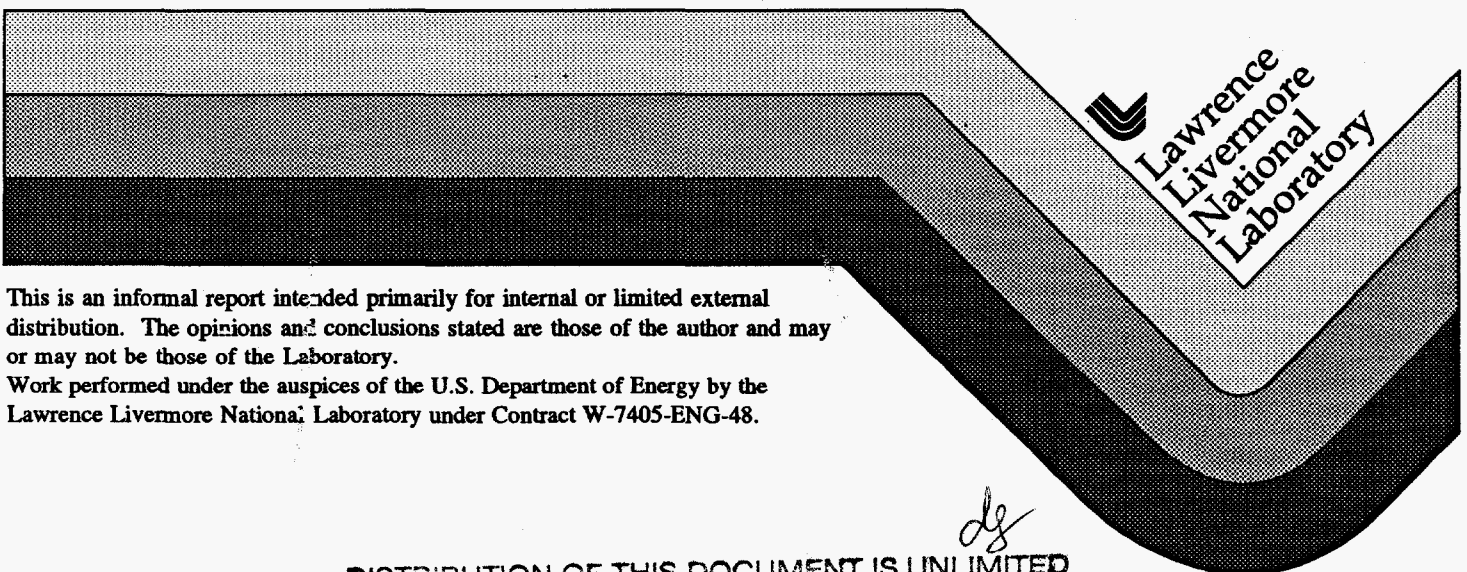 Lawrence
Livermore
National
Laboratory
This is an informal report intended primarily for internal or limited external
distribution. The opinions and conclusions stated are those of the author and may
or may not be those of the Laboratory.
Work performed under the auspices of the U.S. Department of Energy by the
Lawrence Livermore National Laboratory under Contract W-7405-ENG-48.
DISTRIBUTION OF THIS DOCUMENT IS UNLIMITED